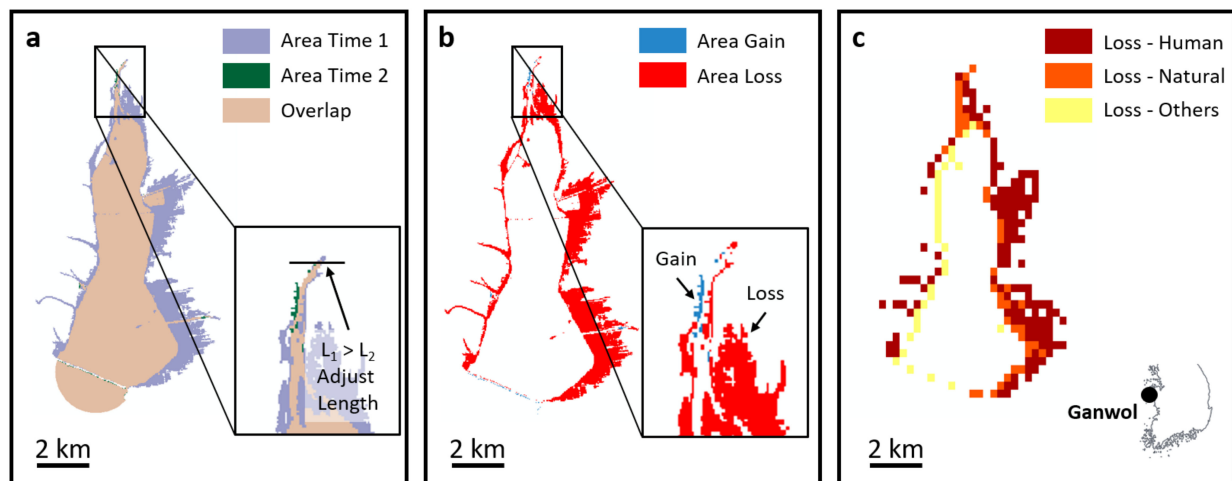 a
Area Time 1
Area Time 2
Overlap
L₁ > L₂
Adjust
Length
2 km
b
Area Gain
Area Loss
Gain
Loss
2 km
c
Loss - Human
Loss - Natural
Loss - Others
Ganwol
2 km